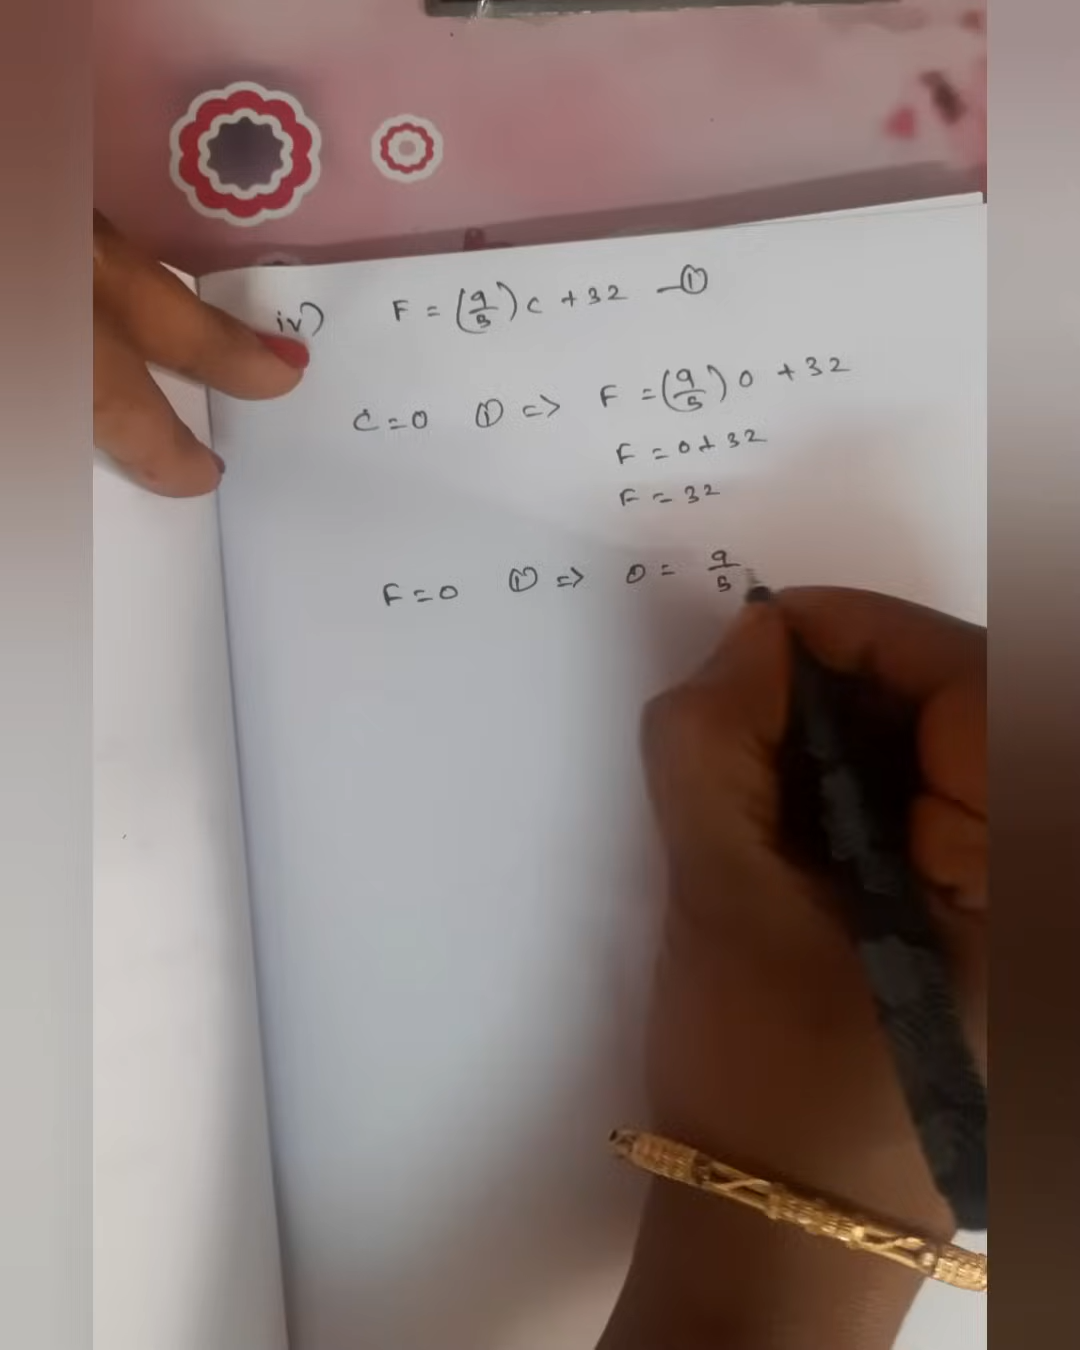 iv) F = (9/5) C + 32 —①
C = 0 ① => F = (9/5) 0 + 32
F = 0 + 32
F = 32
F = 0 ① => 0 = 9/5